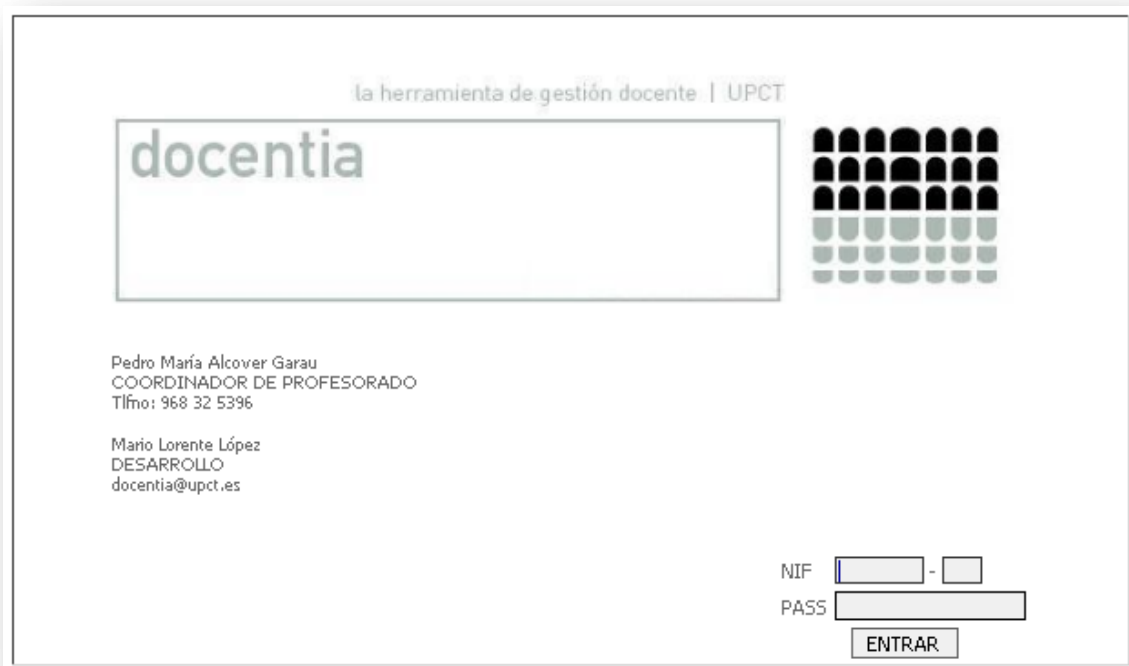 la herramienta de gestión docente | UPCT
docentia
Pedro María Alcover Garau
COORDINADOR DE PROFESORADO
Tlfno: 968 32 5396
Mario Lorente López
DESARROLLO
docentia@upct.es
NIF -
PASS
ENTRAR